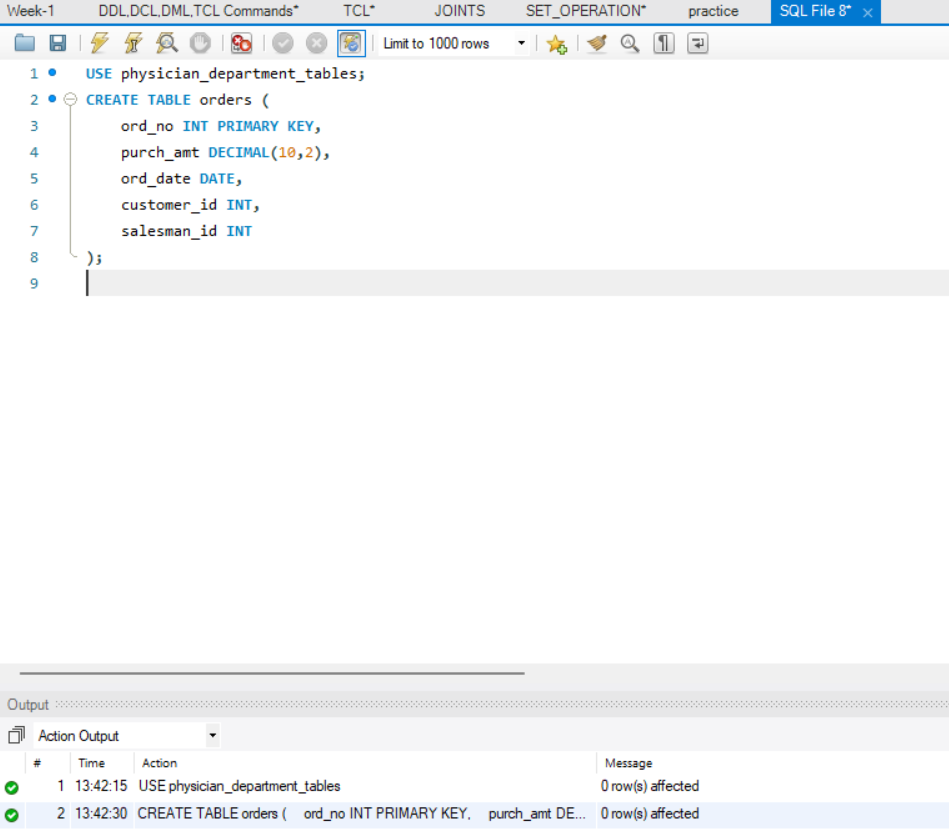 Week-1 DDL,DCL,DML,TCL Commands* TCL* JOINTS SET_OPERATION* practice SQL File 8* ×
Limit to 1000 rows
1 USE physician_department_tables;
2 CREATE TABLE orders (
3 ord_no INT PRIMARY KEY,
4 purch_amt DECIMAL(10,2),
5 ord_date DATE,
6 customer_id INT,
7 salesman_id INT
8 );
9
Output
Action Output
# Time Action Message
1 13:42:15 USE physician_department_tables 0 row(s) affected
2 13:42:30 CREATE TABLE orders ( ord_no INT PRIMARY KEY, purch_amt DE... 0 row(s) affected